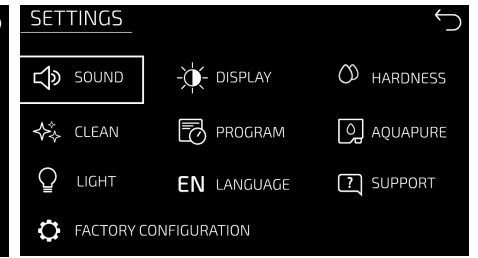 SETTINGS
SOUND DISPLAY HARDNESS
CLEAN PROGRAM AQUAPURE
LIGHT EN LANGUAGE ? SUPPORT
FACTORY CONFIGURATION